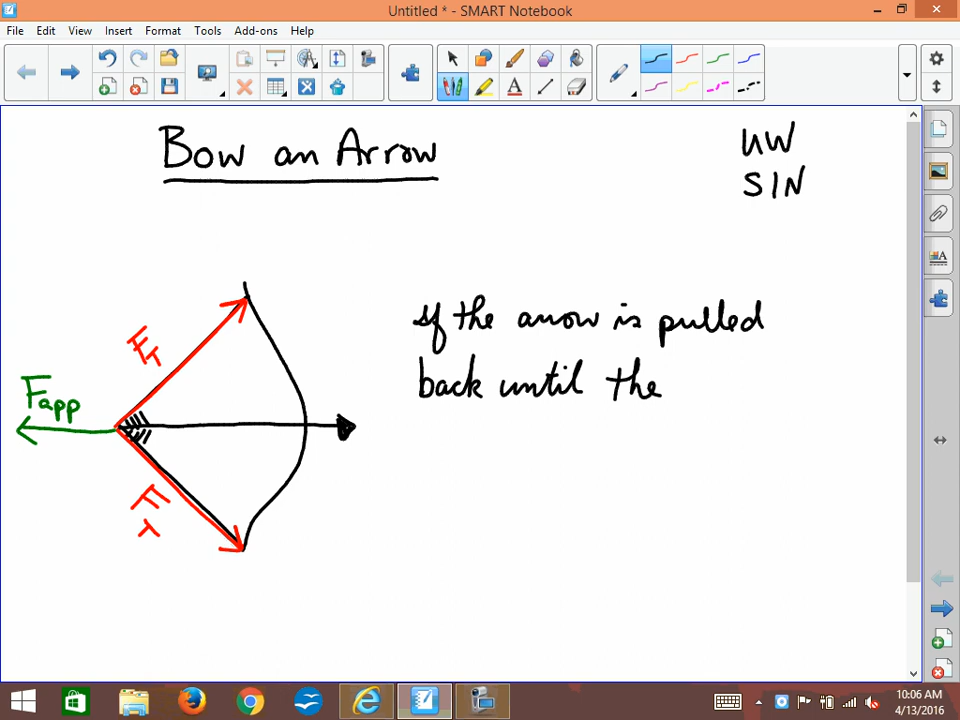 Untitled * - SMART Notebook
File Edit View Insert Format Tools Add-ons Help
Bow an Arrow
HW
SIN
If the arrow is pulled
back until the
FT
Fapp
FT
10:06 AM
4/13/2016